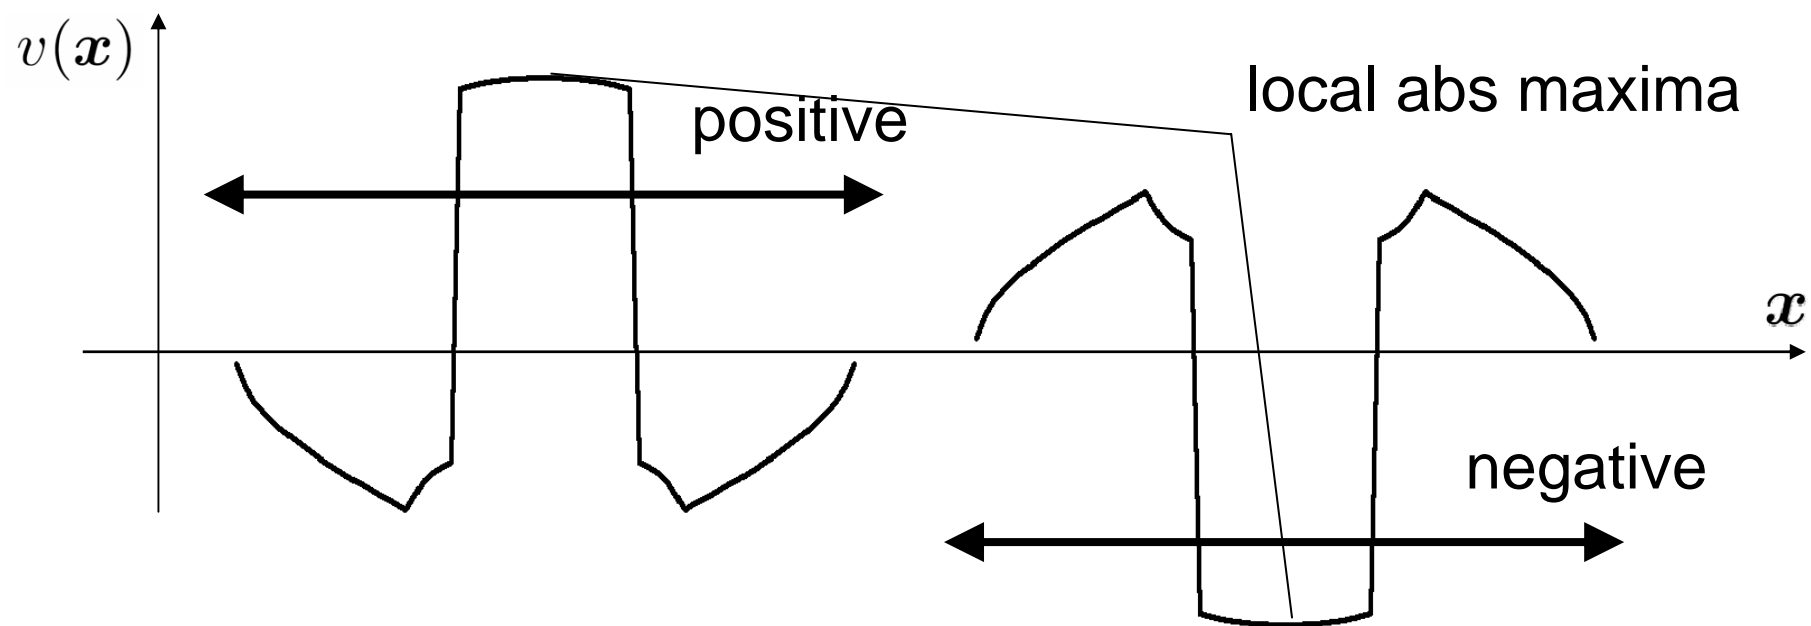 v(x)
local abs maxima
positive
x
negative